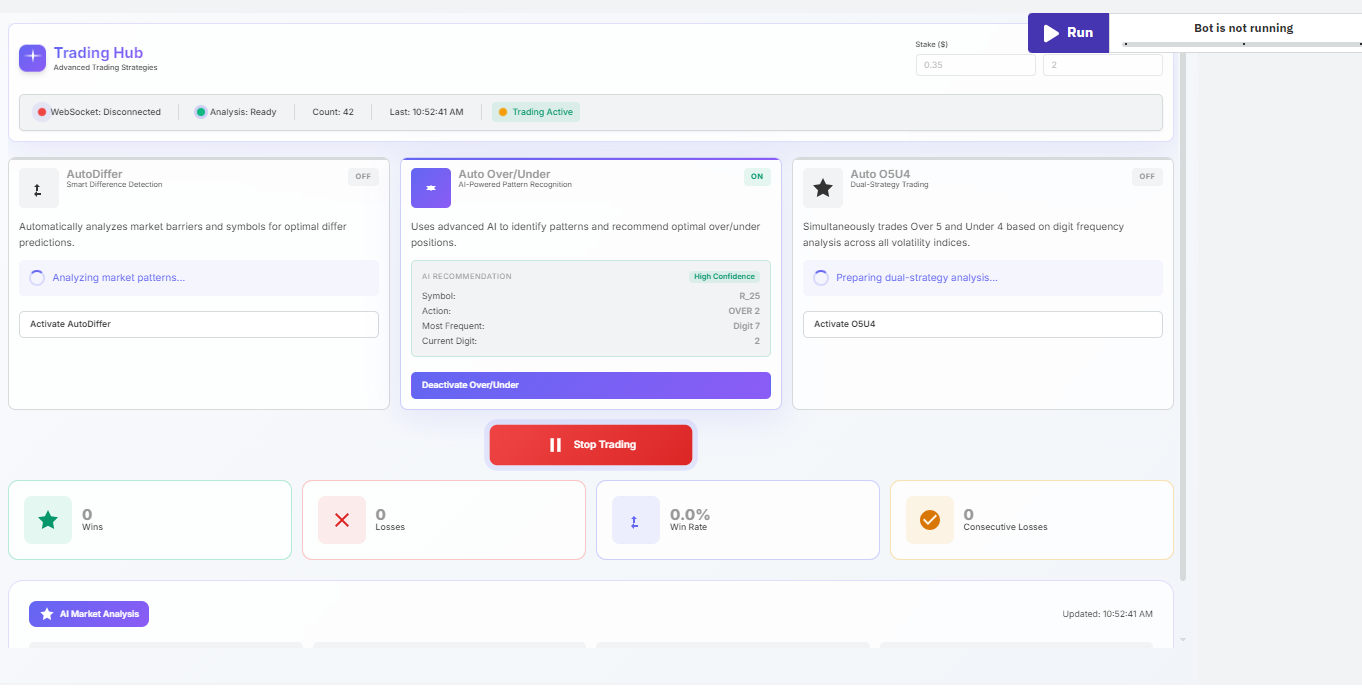 Run
Bot is not running
Trading Hub
Advanced Trading Strategies
Stake ($)
0.35
2
WebSocket: Disconnected
Analysis: Ready
Count: 42
Last: 10:52:41 AM
Trading Active
AutoDiffer
Smart Difference Detection
OFF
Automatically analyzes market barriers and symbols for optimal differ
predictions.
Analyzing market patterns...
Activate AutoDiffer
Auto Over/Under
AI-Powered Pattern Recognition
ON
Uses advanced AI to identify patterns and recommend optimal over/under
positions.
AI RECOMMENDATION
High Confidence
Symbol:
R_25
Action:
OVER 2
Most Frequent:
Digit 7
Current Digit:
2
Deactivate Over/Under
Auto O5U4
Dual-Strategy Trading
OFF
Simultaneously trades Over 5 and Under 4 based on digit frequency
analysis across all volatility indices.
Preparing dual-strategy analysis...
Activate O5U4
Stop Trading
0
Wins
0
Losses
0.0%
Win Rate
0
Consecutive Losses
AI Market Analysis
Updated: 10:52:41 AM